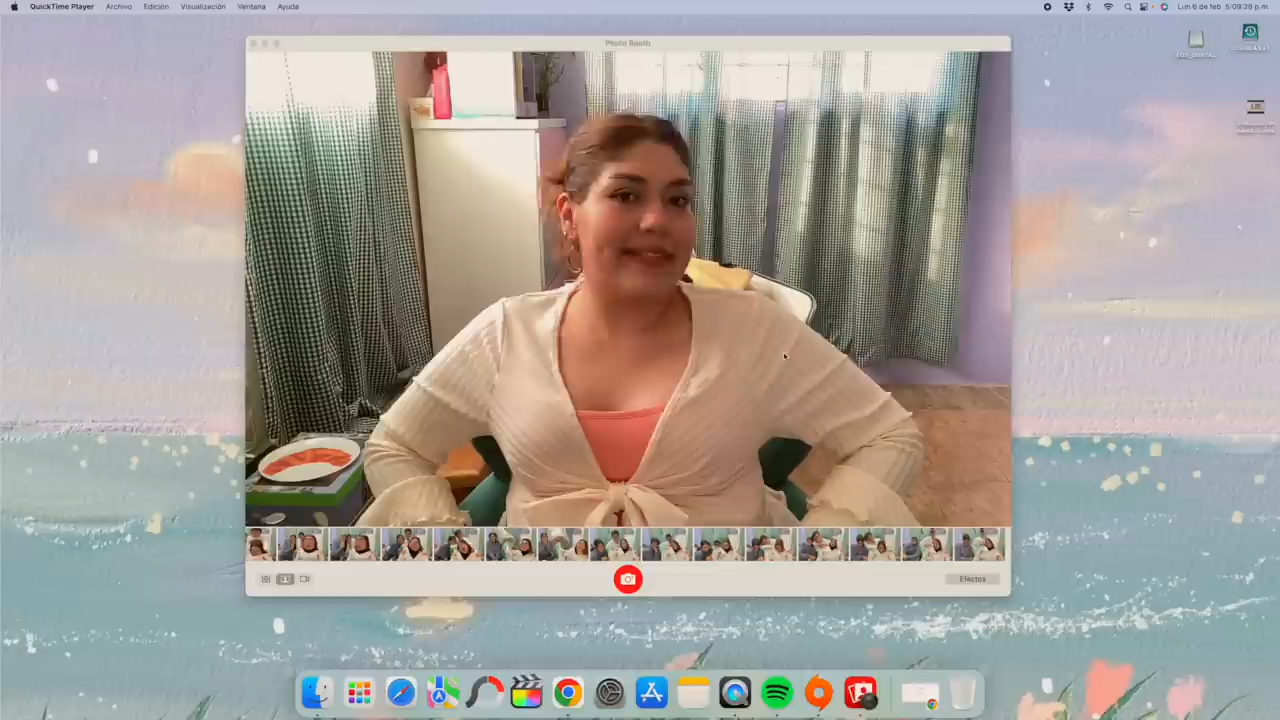 QuickTime Player Archivo Edición Visualización Ventana Ayuda Lun 6 de feb 5:09:28 p.m.
Photo Booth
Efectos